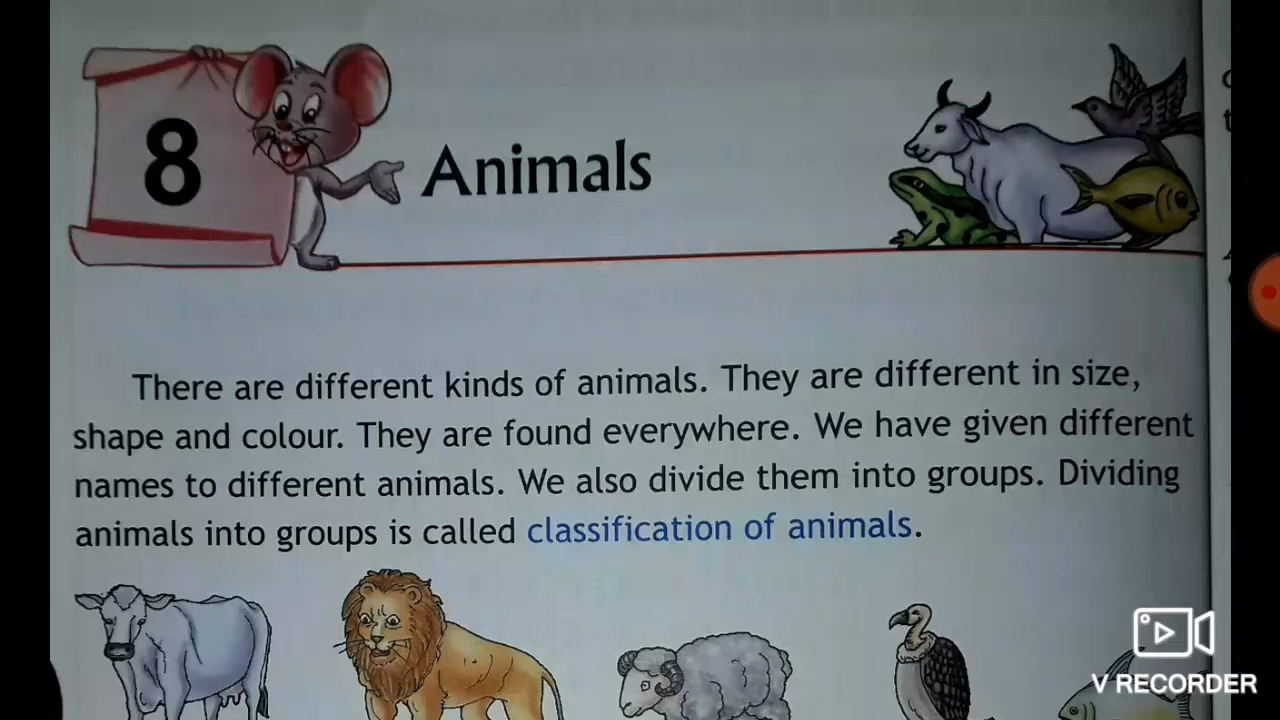 8
Animals
There are different kinds of animals. They are different in size,
shape and colour. They are found everywhere. We have given different
names to different animals. We also divide them into groups. Dividing
animals into groups is called classification of animals.
V RECORDER